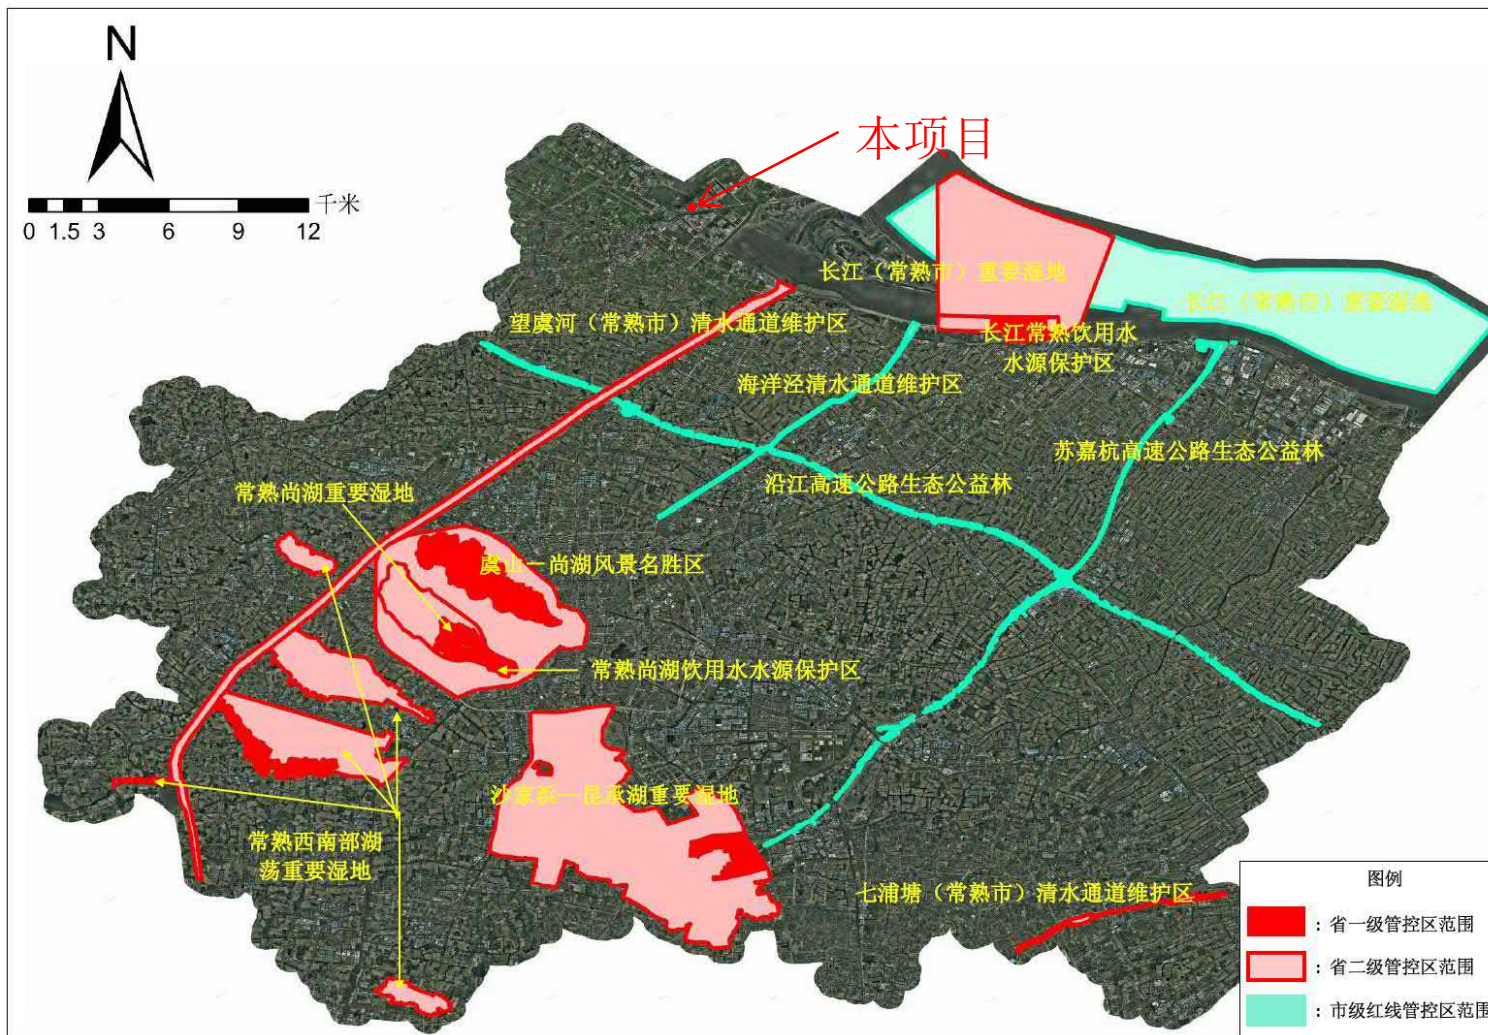 N
本项目
千米
0 1.5 3 6 9 12
长江（常熟市）重要湿地
长江（常熟市）重要湿地
望虞河（常熟市）清水通道维护区
长江常熟饮用水
水源保护区
海洋泾清水通道维护区
苏嘉杭高速公路生态公益林
沿江高速公路生态公益林
常熟尚湖重要湿地
虞山－尚湖风景名胜区
常熟尚湖饮用水水源保护区
沙家浜—昆承湖重要湿地
常熟西南部湖
荡重要湿地
七浦塘（常熟市）清水通道维护区
图例
：省一级管控区范围
：省二级管控区范围
：市级红线管控区范围